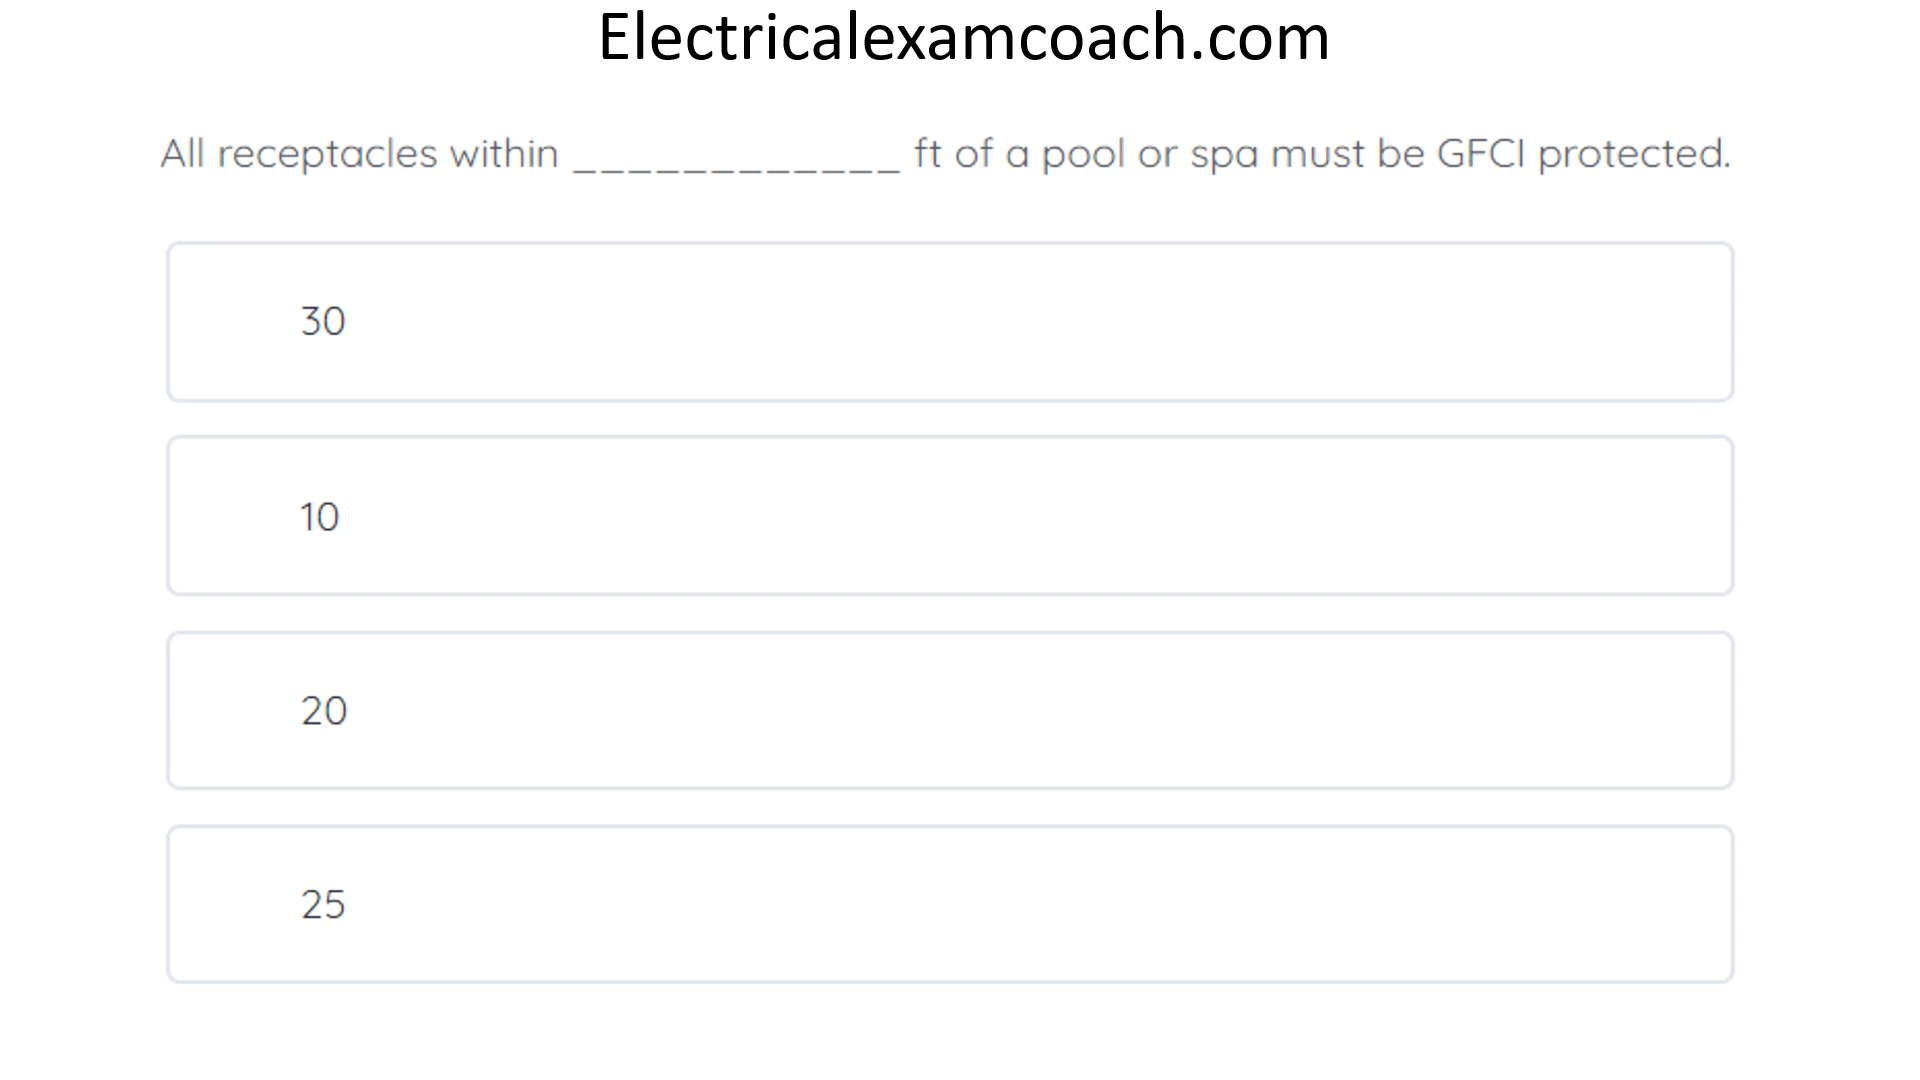 Electricalexamcoach.com
All receptacles within ____________ ft of a pool or spa must be GFCI protected.
30
10
20
25